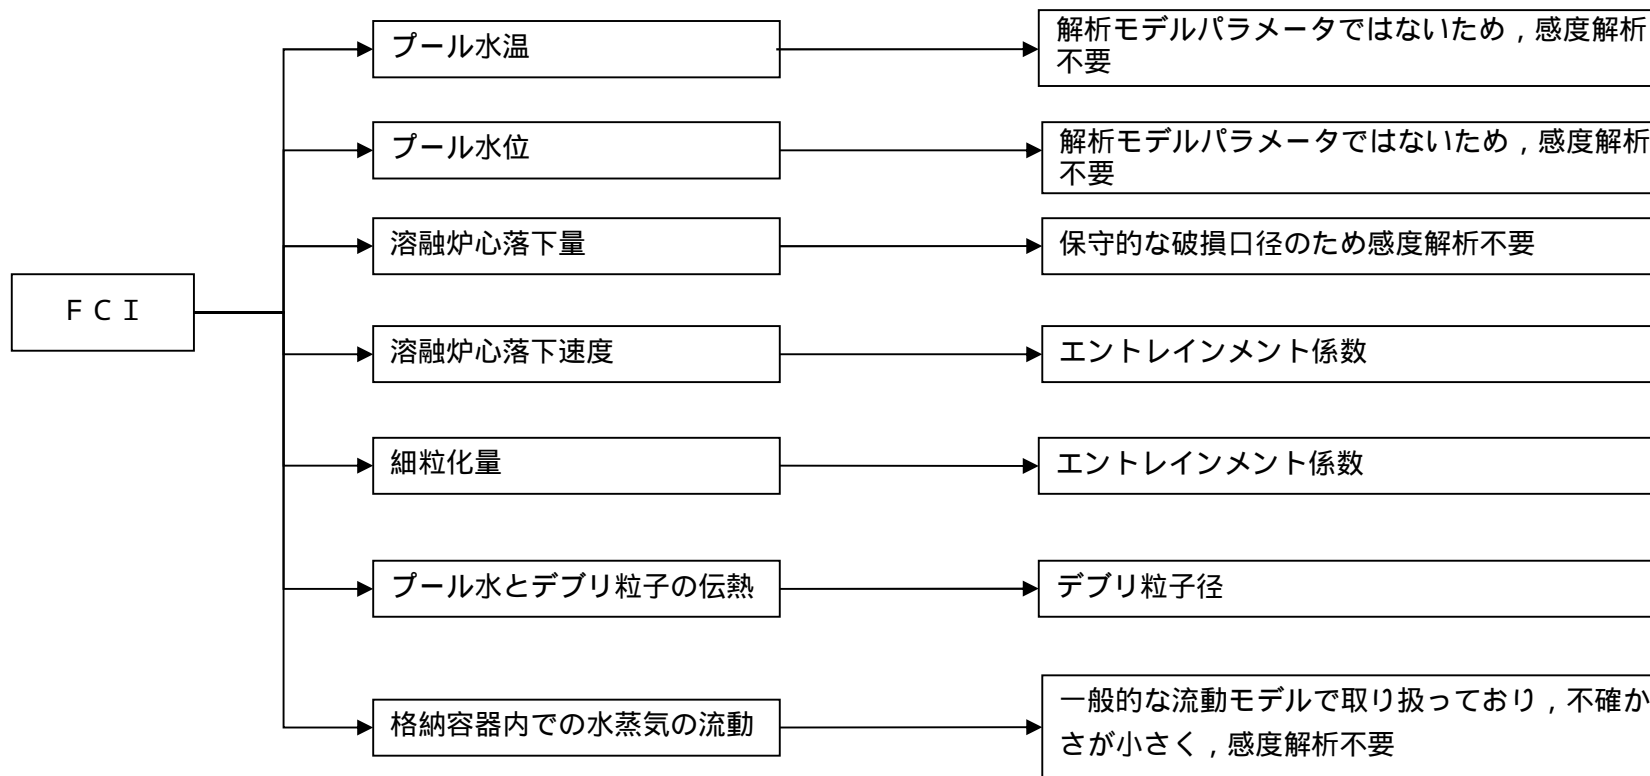 プール水温
解析モデルパラメータではないため，感度解析
不要
プール水位
解析モデルパラメータではないため，感度解析
不要
溶融炉心落下量
保守的な破損口径のため感度解析不要
ＦＣＩ
溶融炉心落下速度
エントレインメント係数
細粒化量
エントレインメント係数
プール水とデブリ粒子の伝熱
デブリ粒子径
格納容器内での水蒸気の流動
一般的な流動モデルで取り扱っており，不確か
さが小さく，感度解析不要